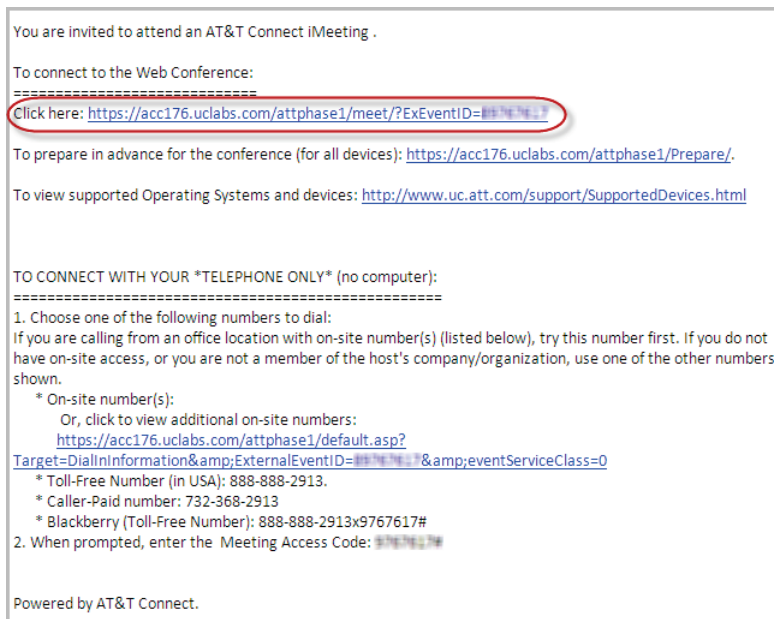 You are invited to attend an AT&T Connect iMeeting .
To connect to the Web Conference:
=============================
Click here: https://acc176.uclabs.com/attphase1/meet/?ExEventID=
To prepare in advance for the conference (for all devices): https://acc176.uclabs.com/attphase1/Prepare/.
To view supported Operating Systems and devices: http://www.uc.att.com/support/SupportedDevices.html
TO CONNECT WITH YOUR *TELEPHONE ONLY* (no computer):
===================================================
1. Choose one of the following numbers to dial:
If you are calling from an office location with on-site number(s) (listed below), try this number first. If you do not
have on-site access, or you are not a member of the host's company/organization, use one of the other numbers
shown.
* On-site number(s):
Or, click to view additional on-site numbers:
https://acc176.uclabs.com/attphase1/default.asp?
Target=DialInInformation&amp;ExternalEventID= &amp;eventServiceClass=0
* Toll-Free Number (in USA): 888-888-2913.
* Caller-Paid number: 732-368-2913
* Blackberry (Toll-Free Number): 888-888-2913x9767617#
2. When prompted, enter the  Meeting Access Code:
Powered by AT&T Connect.